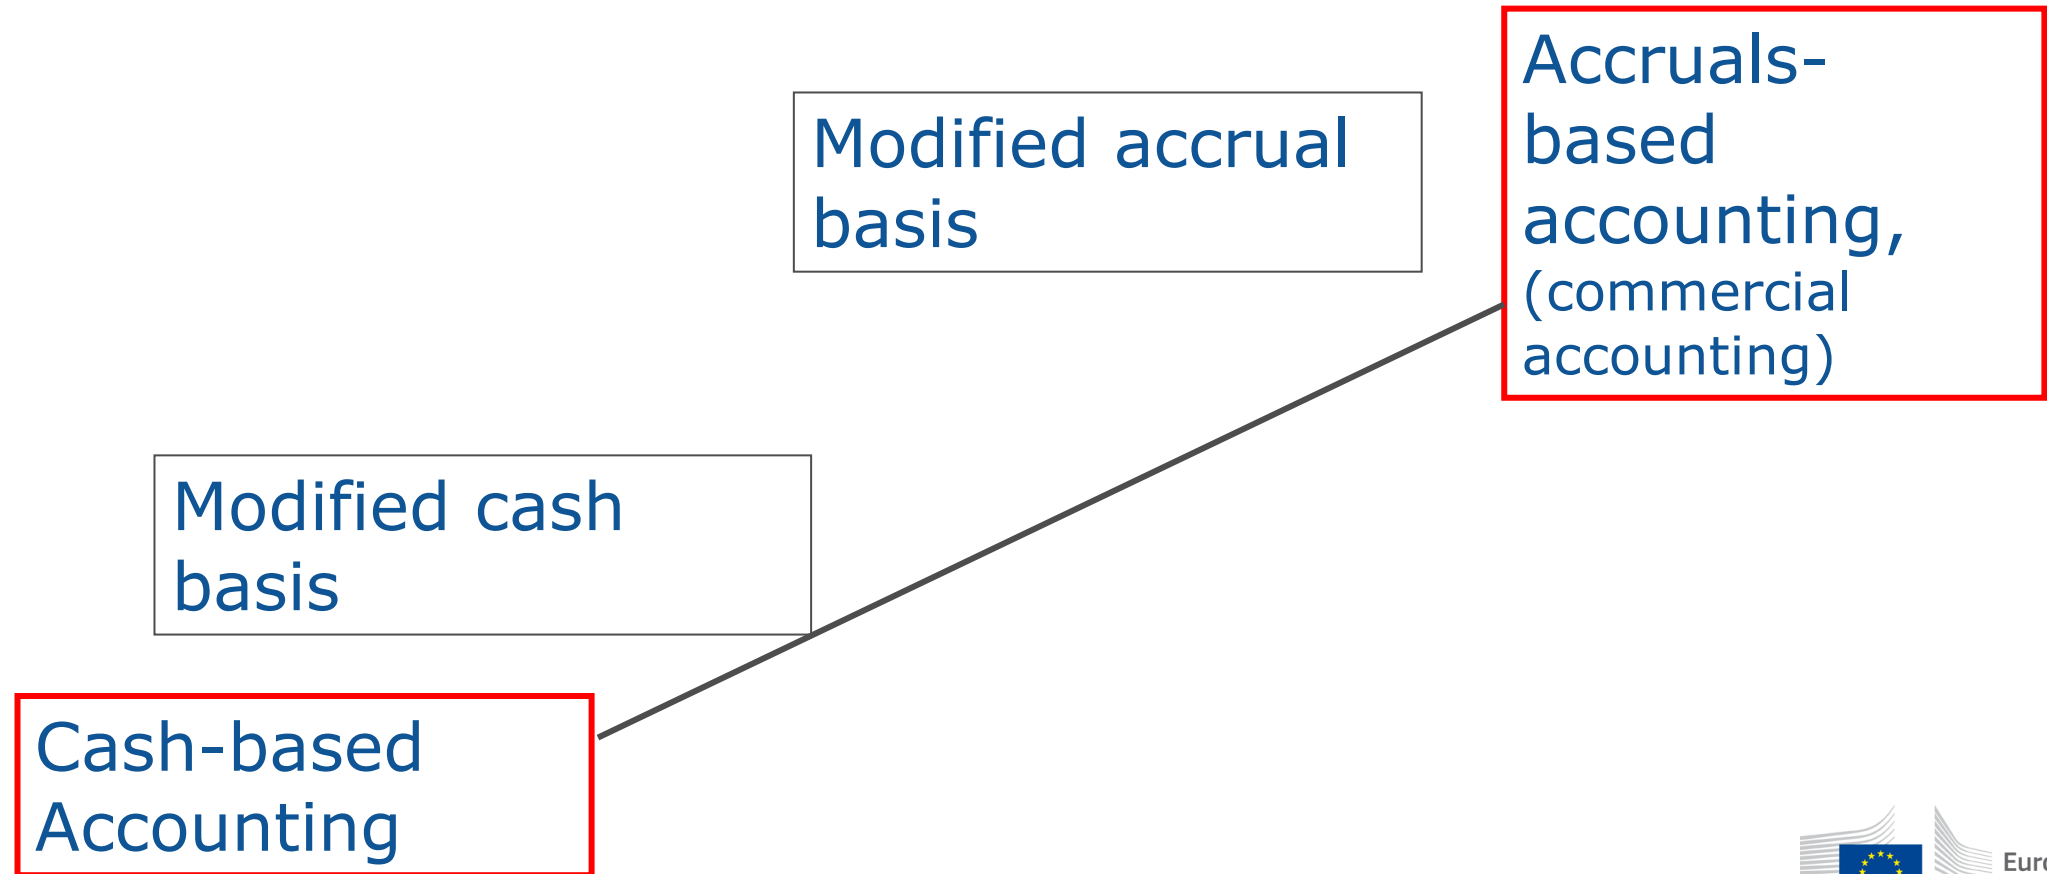 Accruals-
based
accounting,
(commercial
accounting)
Modified accrual
basis
Modified cash
basis
Cash-based
Accounting